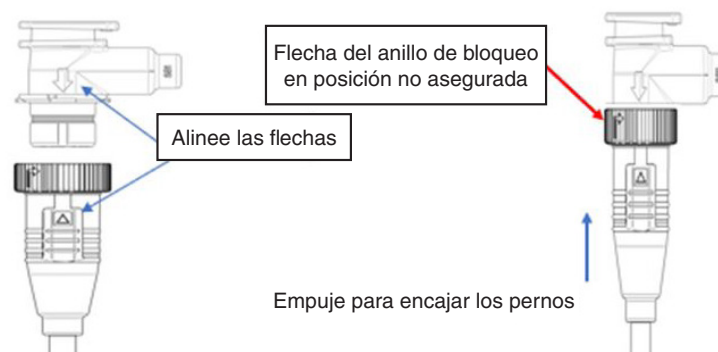 Flecha del anillo de bloqueo
en posición no asegurada
Alinee las flechas
Empuje para encajar los pernos